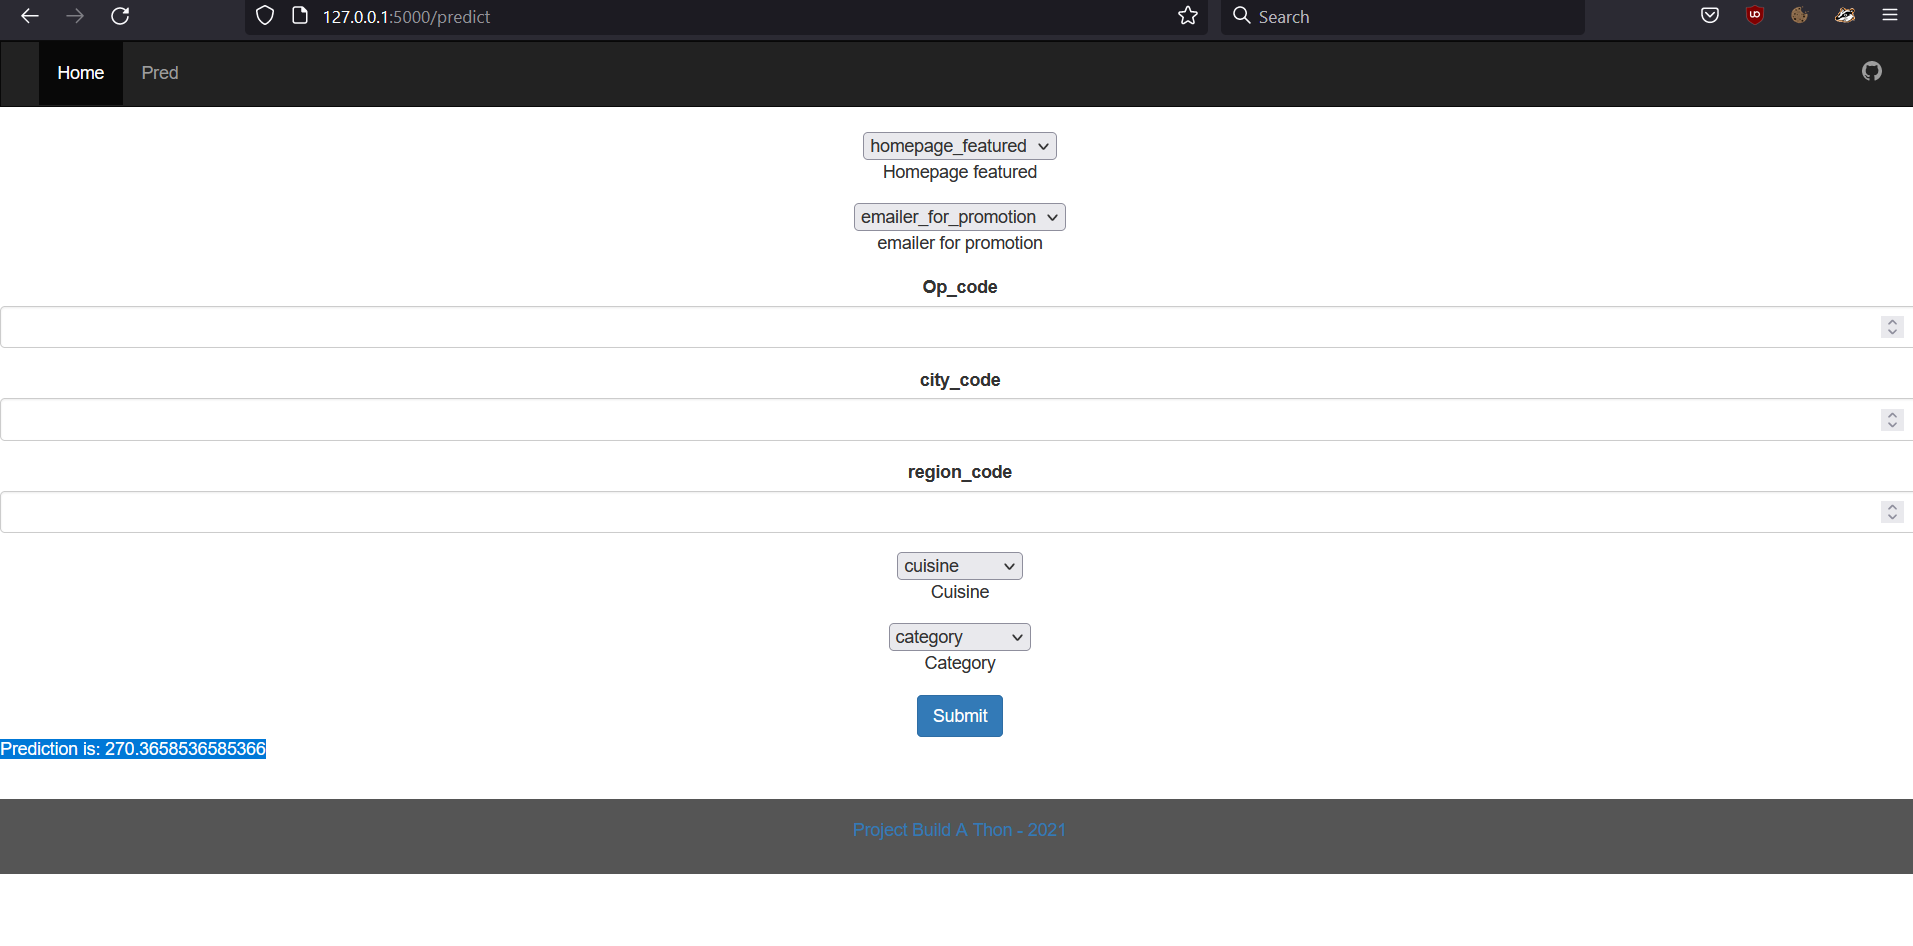 127.0.0.1:5000/predict
Search
Home Pred
homepage_featured
Homepage featured
emailer_for_promotion
emailer for promotion
Op_code
city_code
region_code
cuisine
Cuisine
category
Category
Submit
Prediction is: 270.3658536585366
Project Build A Thon - 2021